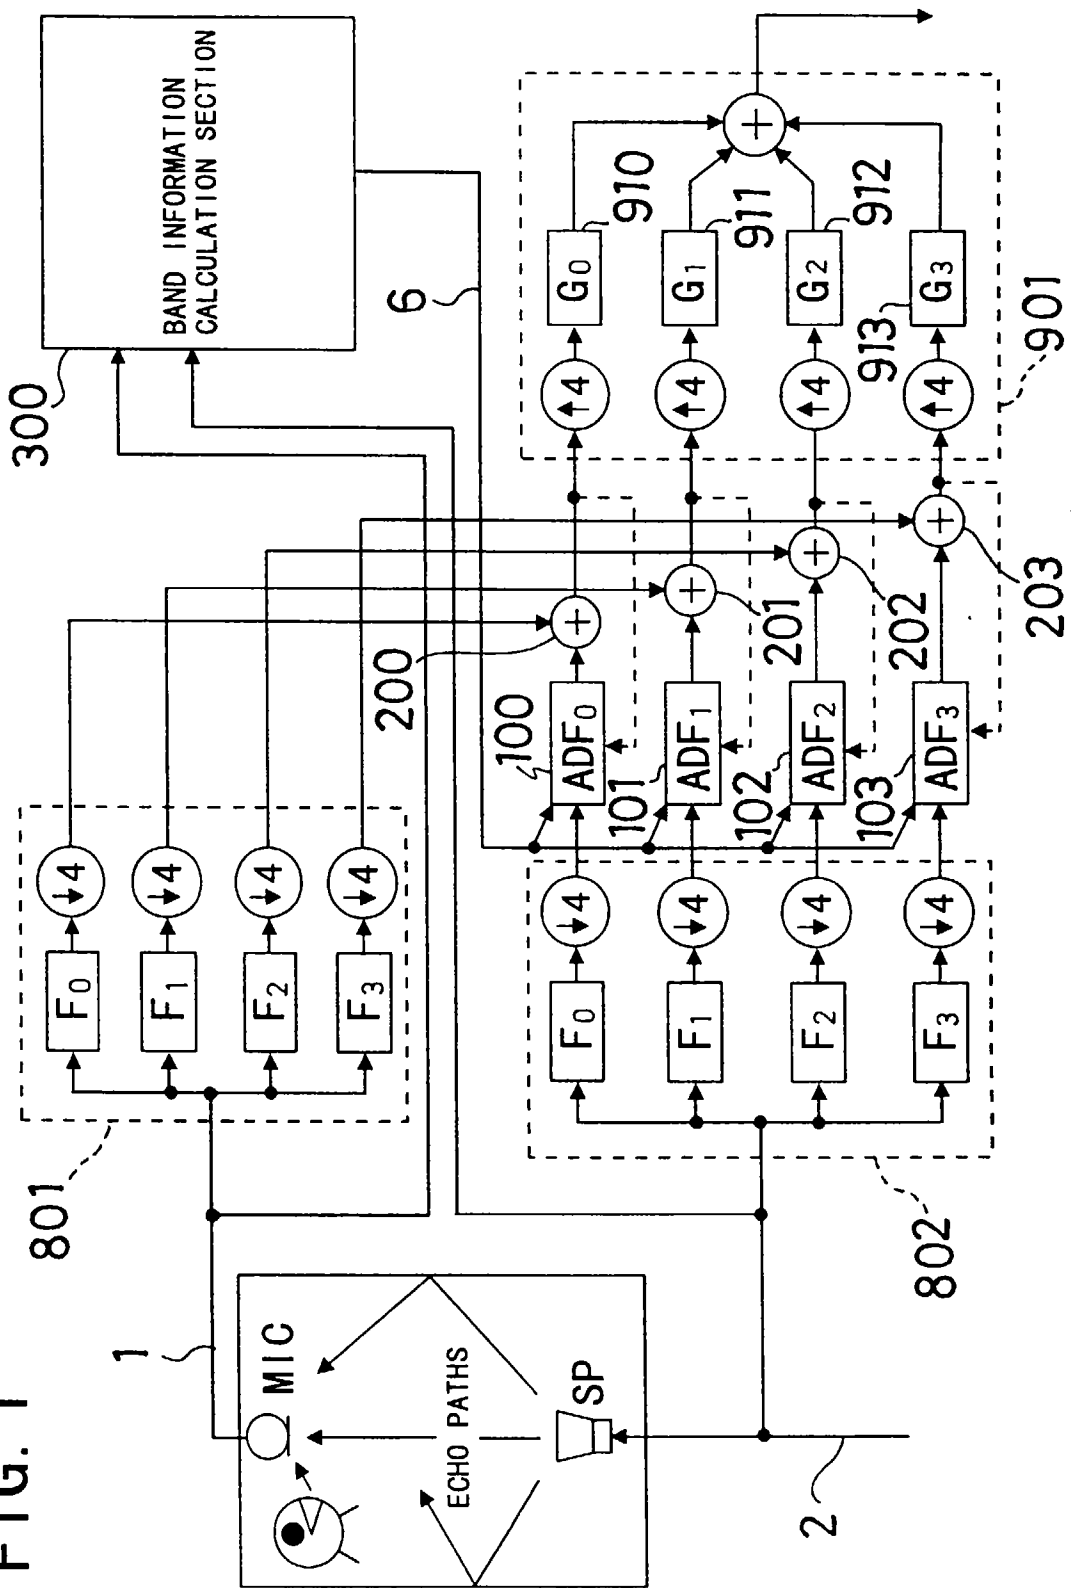 FIG. 1
300
BAND INFORMATION
CALCULATION SECTION
801
F0 ↓4
F1 ↓4
F2 ↓4
F3 ↓4
1
MIC
ECHO PATHS
SP
2
6
802
F0 ↓4
F1 ↓4
F2 ↓4
F3 ↓4
100
ADF0
101
ADF1
102
ADF2
103
ADF3
200
+
201
+
202
+
203
+
↑4 G0 910
↑4 G1 911
↑4 G2 912
↑4 G3 913
+
901